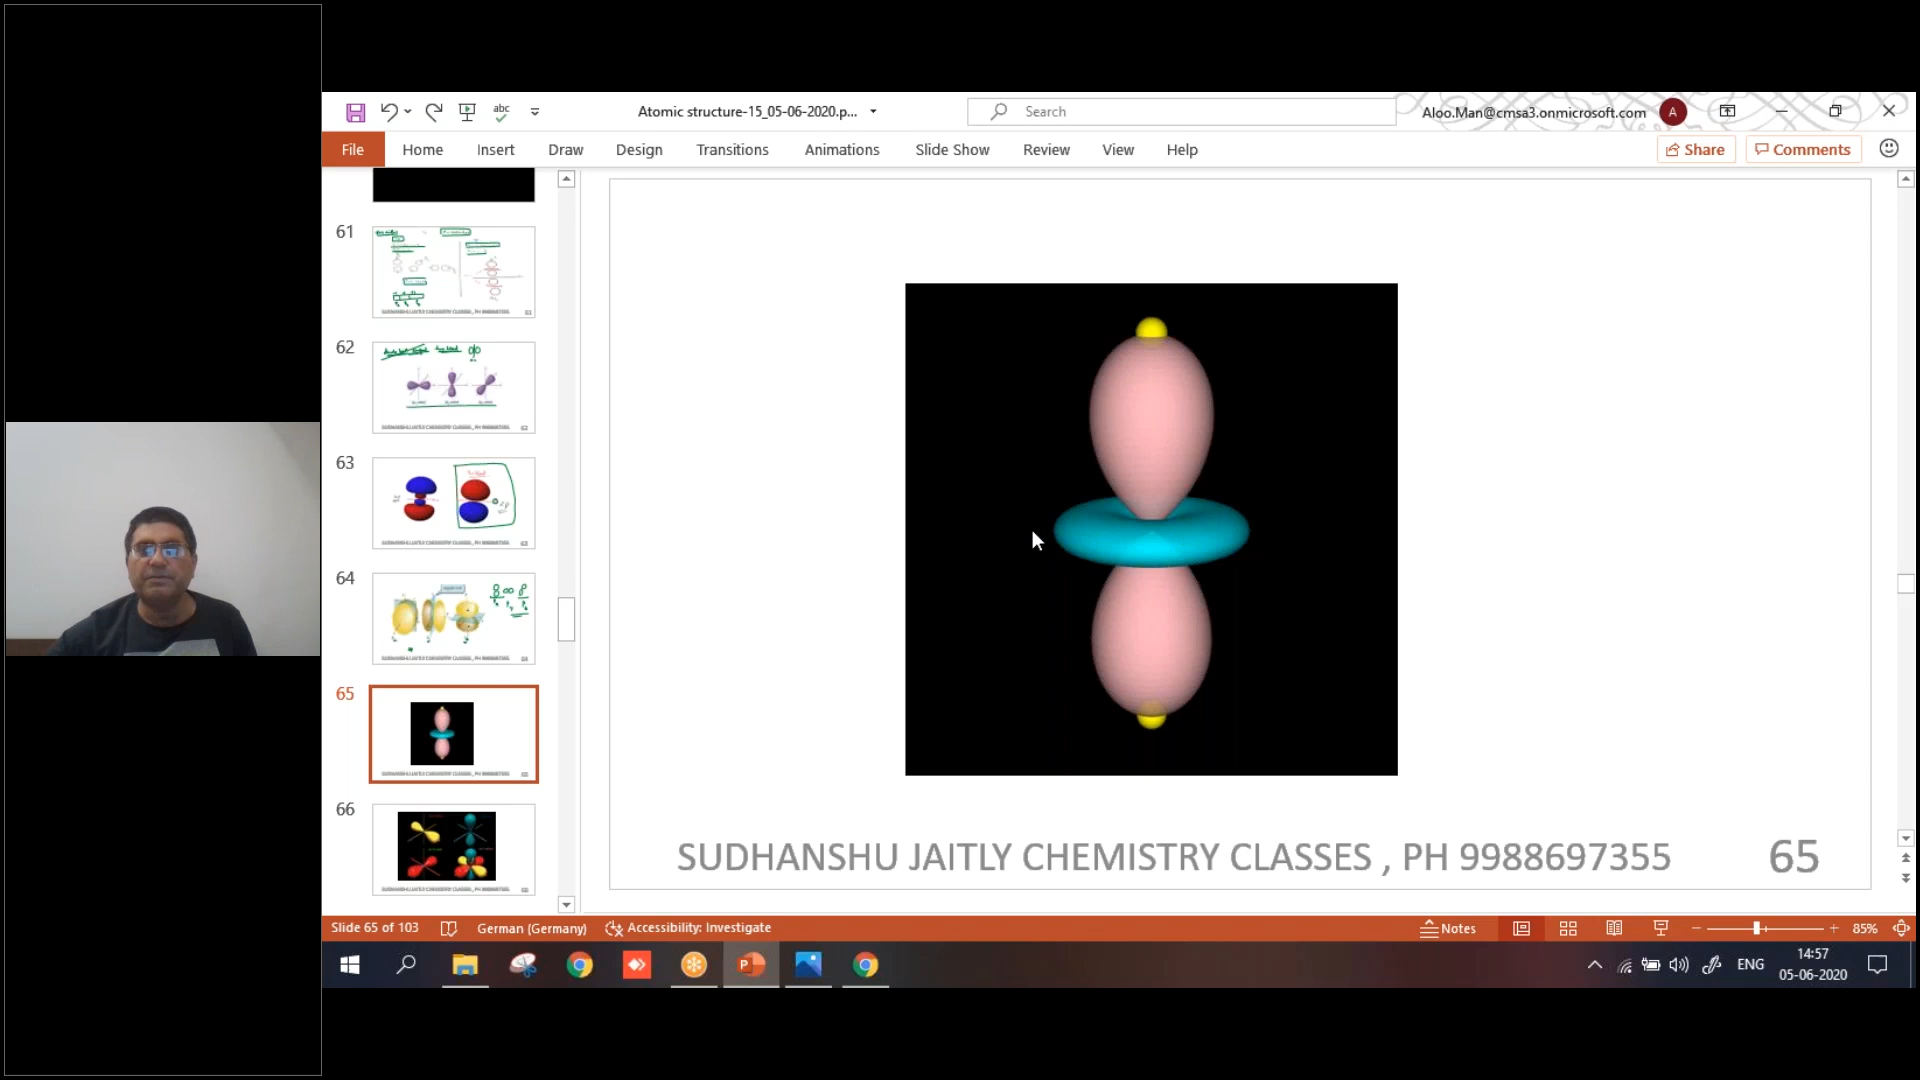 abc
Atomic structure-15_05-06-2020.p...
Search
Aloo.Man@cmsa3.onmicrosoft.com
A
File
Home
Insert
Draw
Design
Transitions
Animations
Slide Show
Review
View
Help
Share
Comments
61
62
63
64
65
66
SUDHANSHU JAITLY CHEMISTRY CLASSES , PH 9988697355
65
Slide 65 of 103
German (Germany)
Accessibility: Investigate
Notes
85%
ENG
14:57
05-06-2020